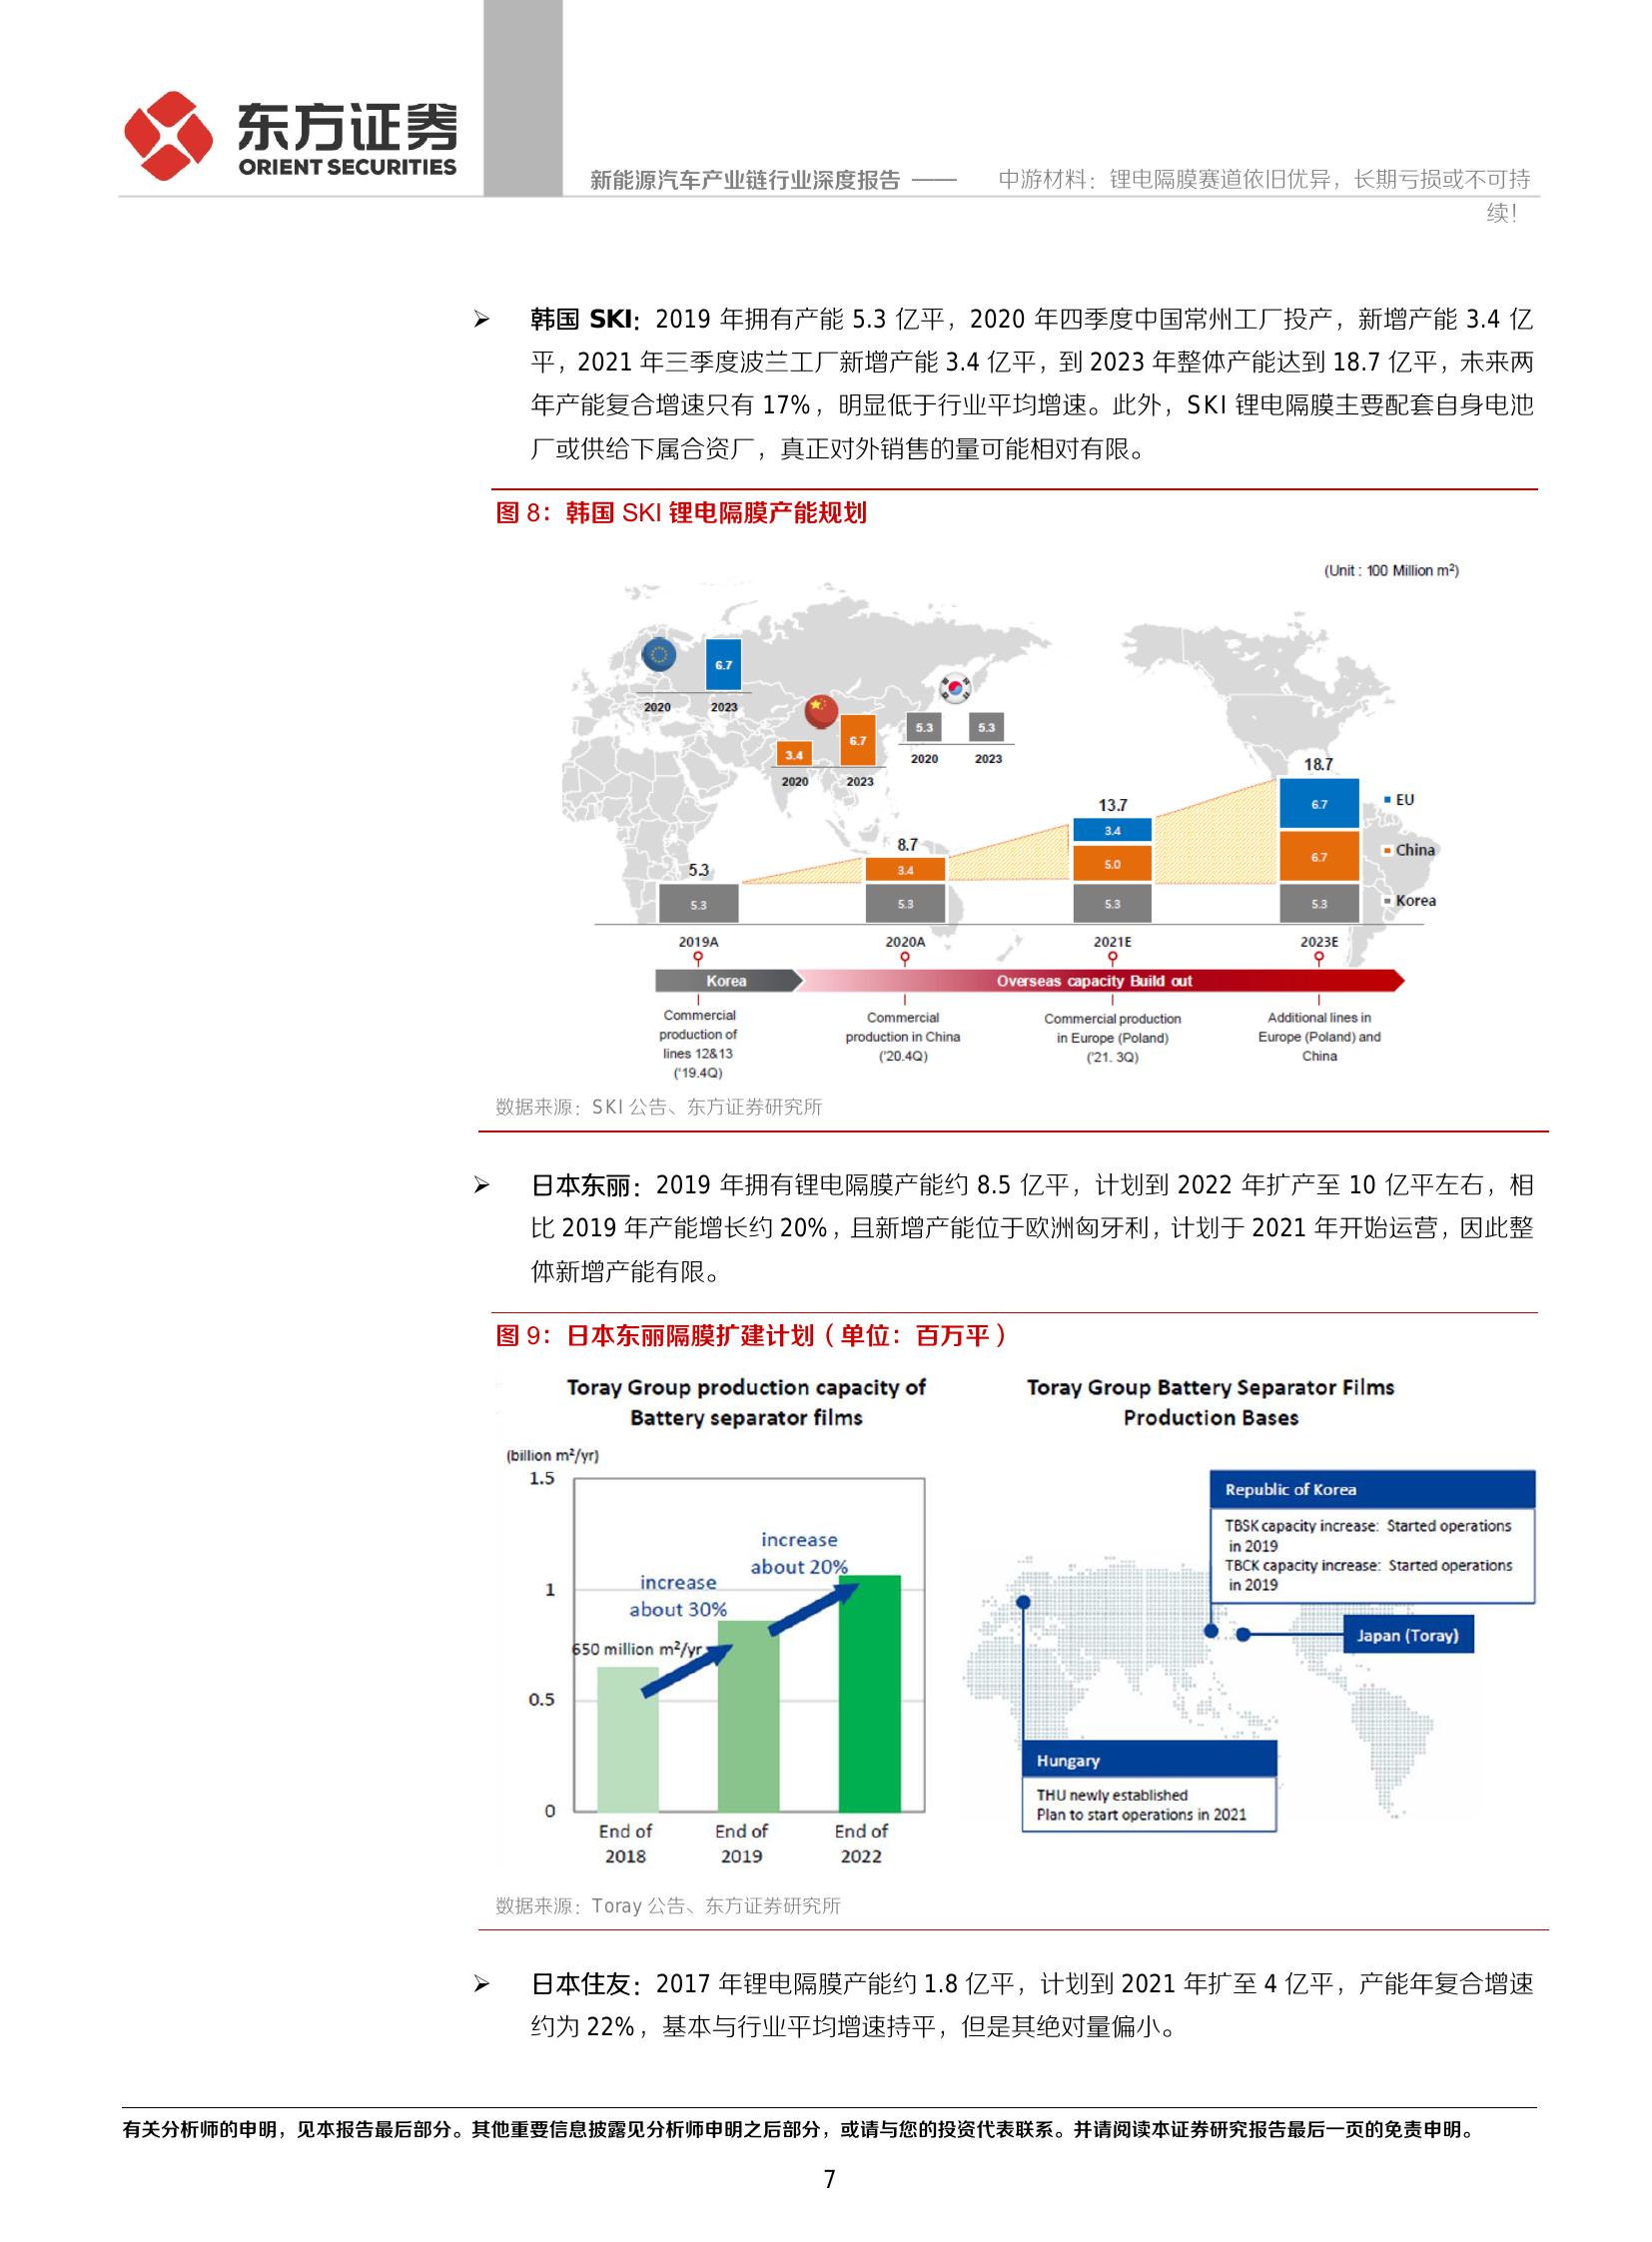 东方证券
ORIENT SECURITIES
新能源汽车产业链行业深度报告 —— 中游材料：锂电隔膜赛道依旧优异，长期亏损或不可持
续！
➢ 韩国 SKI：2019 年拥有产能 5.3 亿平，2020 年四季度中国常州工厂投产，新增产能 3.4 亿
平，2021 年三季度波兰工厂新增产能 3.4 亿平，到 2023 年整体产能达到 18.7 亿平，未来两
年产能复合增速只有 17%，明显低于行业平均增速。此外，SKI 锂电隔膜主要配套自身电池
厂或供给下属合资厂，真正对外销售的量可能相对有限。
图 8：韩国 SKI 锂电隔膜产能规划
(Unit : 100 Million m²)
6.7
2020 2023
3.4 6.7
2020 2023
5.3 5.3
2020 2023
18.7
13.7
8.7
5.3
6.7
3.4
6.7
5.0
3.4
5.3 5.3 5.3 5.3
EU
China
Korea
2019A 2020A 2021E 2023E
Korea Overseas capacity Build out
Commercial
production of
lines 12&13
('19.4Q)
Commercial
production in China
('20.4Q)
Commercial production
in Europe (Poland)
('21. 3Q)
Additional lines in
Europe (Poland) and
China
数据来源：SKI 公告、东方证券研究所
➢ 日本东丽：2019 年拥有锂电隔膜产能约 8.5 亿平，计划到 2022 年扩产至 10 亿平左右，相
比 2019 年产能增长约 20%，且新增产能位于欧洲匈牙利，计划于 2021 年开始运营，因此整
体新增产能有限。
图 9：日本东丽隔膜扩建计划（单位：百万平）
Toray Group production capacity of
Battery separator films
(billion m²/yr)
1.5
1
0.5
0
increase
about 20%
increase
about 30%
650 million m²/yr
End of
2018
End of
2019
End of
2022
Toray Group Battery Separator Films
Production Bases
Republic of Korea
TBSK capacity increase: Started operations
in 2019
TBCK capacity increase: Started operations
in 2019
Japan (Toray)
Hungary
THU newly established
Plan to start operations in 2021
数据来源：Toray 公告、东方证券研究所
➢ 日本住友：2017 年锂电隔膜产能约 1.8 亿平，计划到 2021 年扩至 4 亿平，产能年复合增速
约为 22%，基本与行业平均增速持平，但是其绝对量偏小。
有关分析师的申明，见本报告最后部分。其他重要信息披露见分析师申明之后部分，或请与您的投资代表联系。并请阅读本证券研究报告最后一页的免责申明。
7